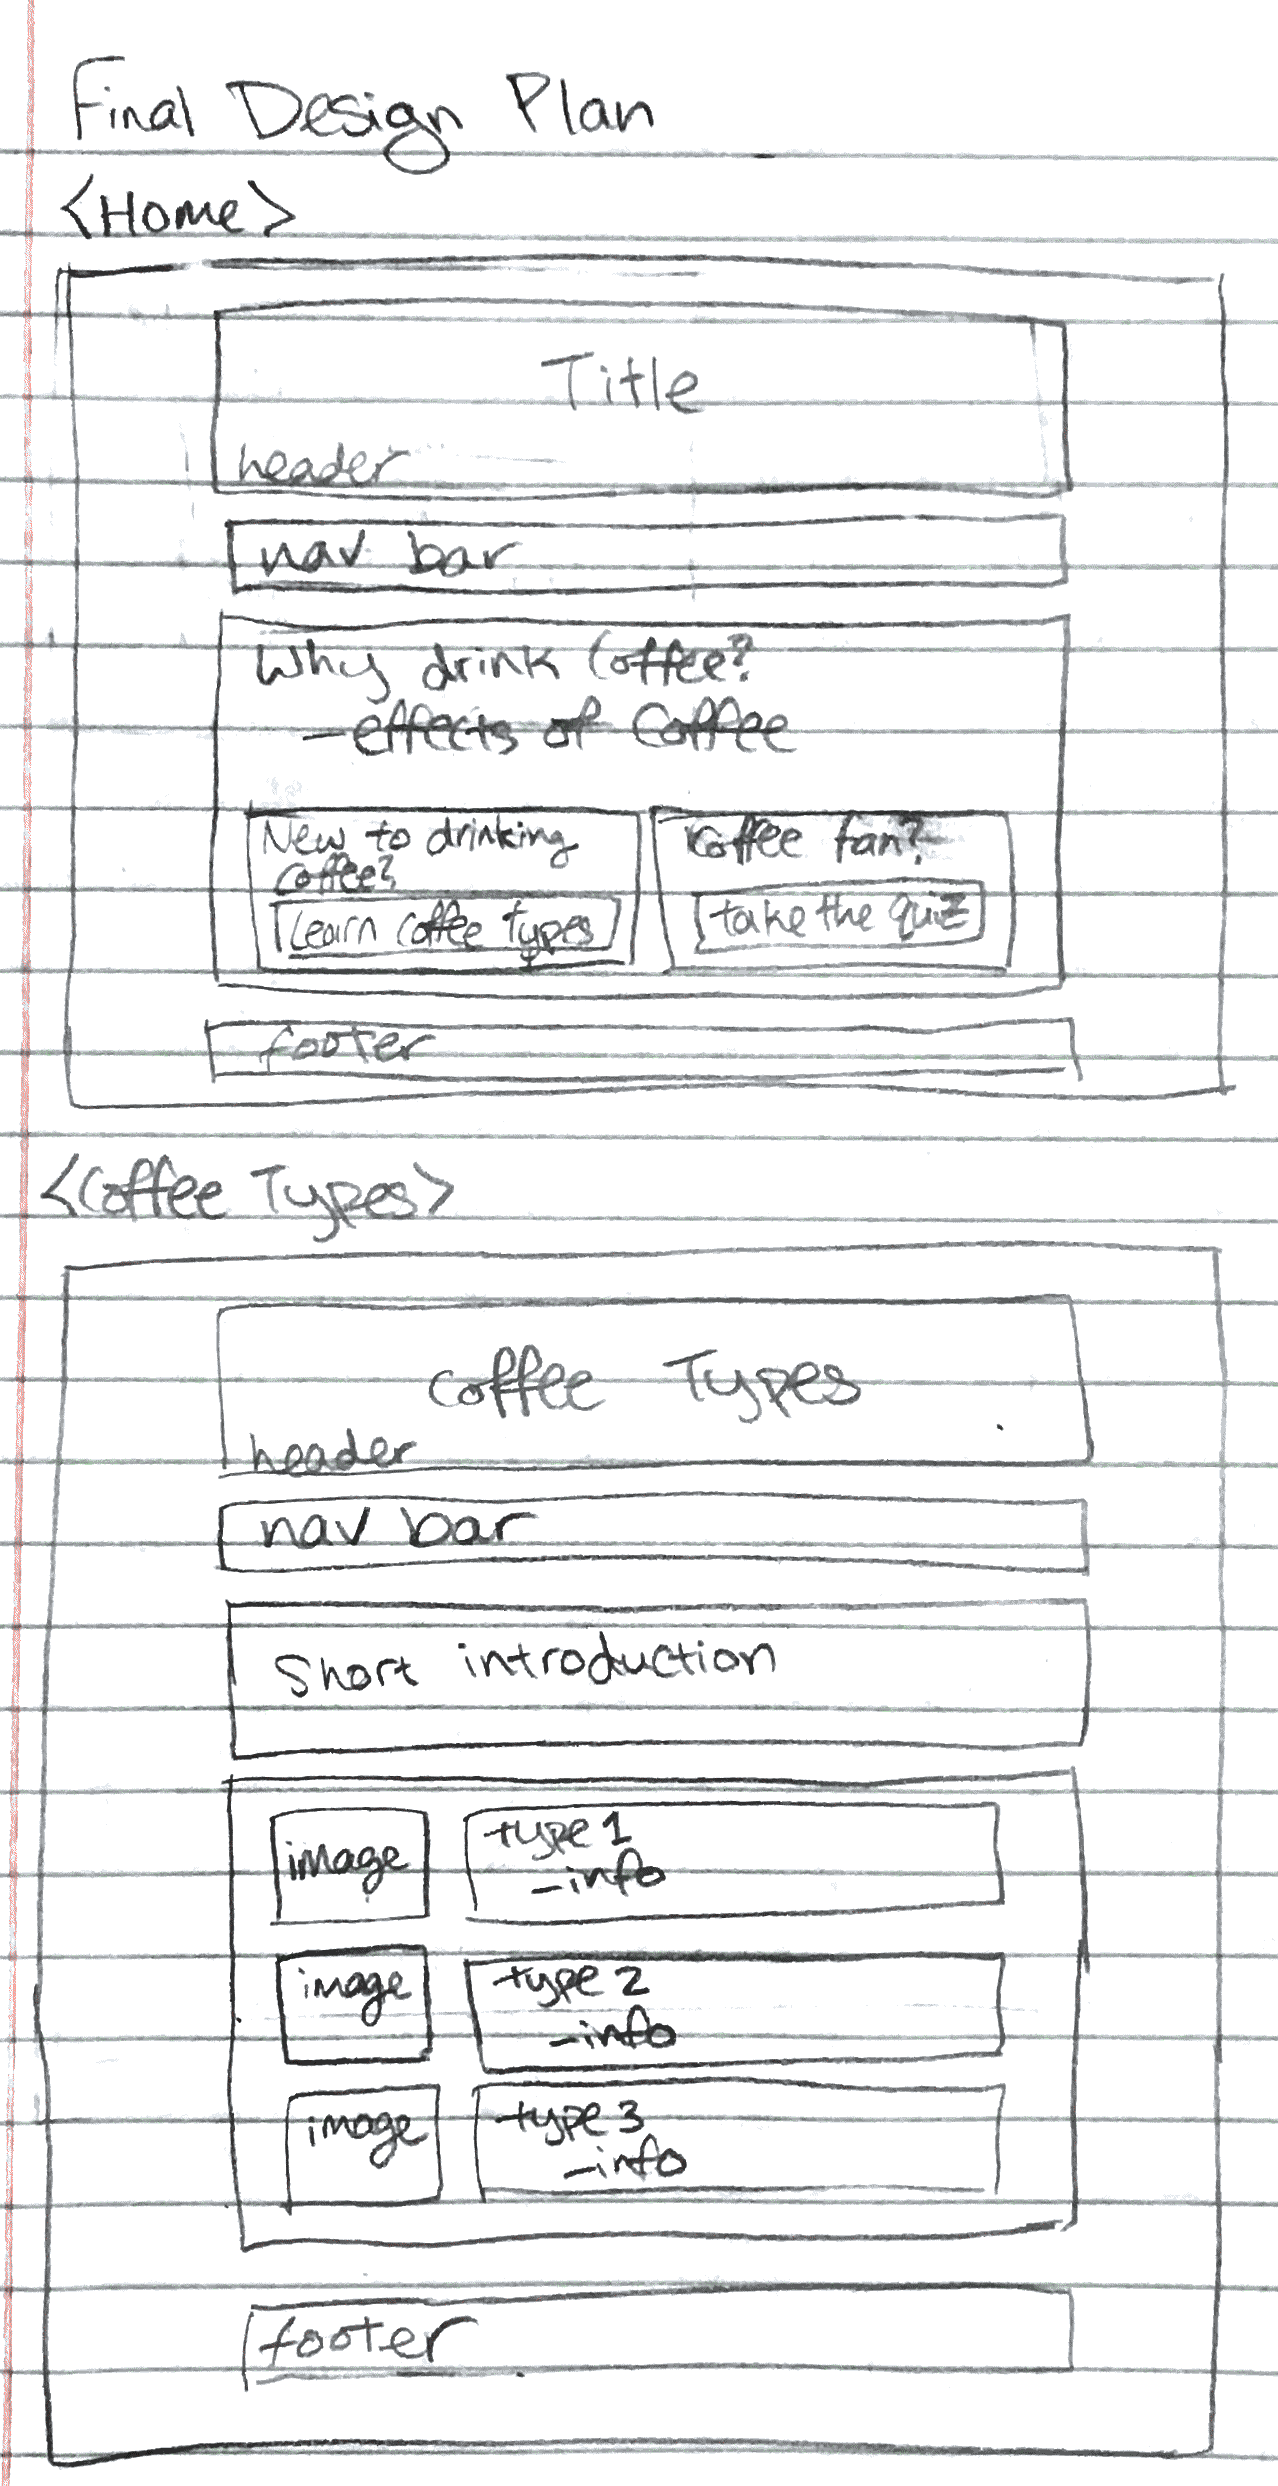 Final Design Plan
<Home>
Title
header
nav bar
Why drink Coffee?
- effects of Coffee
New to drinking
coffee?
Learn coffee types
Coffee fan?
take the quiz
footer
<Coffee Types>
Coffee Types
header
nav bar
Short introduction
image
type 1
- info
image
type 2
- info
image
type 3
- info
footer